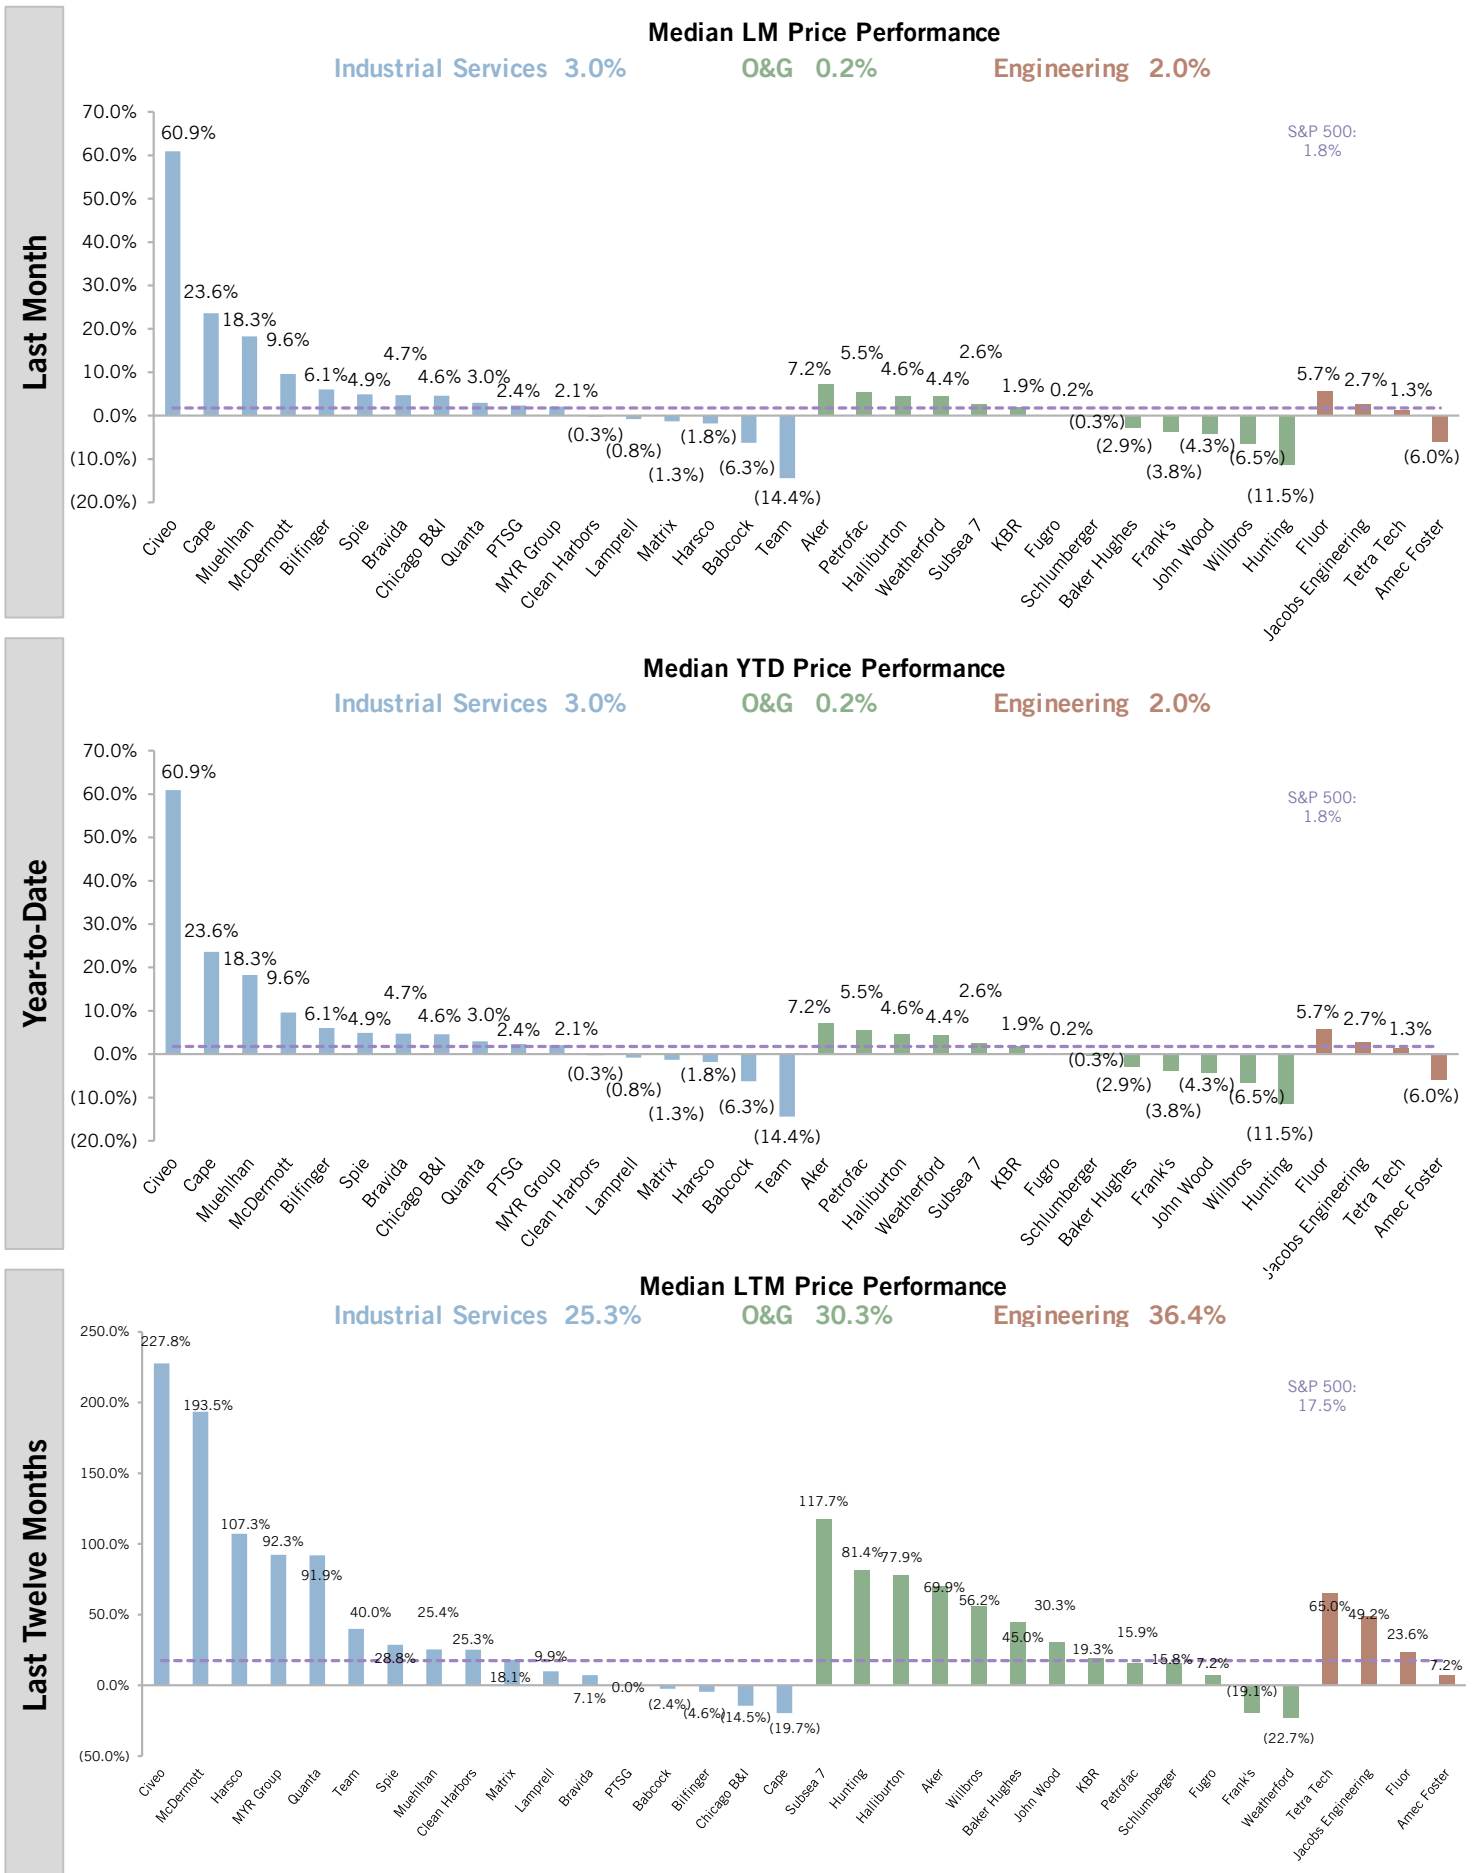 Last Month
Median LM Price Performance
Industrial Services 3.0% O&G 0.2% Engineering 2.0%
S&P 500:
1.8%
70.0%
60.0%
50.0%
40.0%
30.0%
20.0%
10.0%
0.0%
(10.0%)
(20.0%)
60.9%
23.6%
18.3%
9.6%
6.1%
4.9%
4.7%
4.6%
3.0%
2.4%
2.1%
(0.3%)
(0.8%)
(1.3%)
(1.8%)
(6.3%)
(14.4%)
7.2%
5.5%
4.6%
4.4%
2.6%
1.9%
0.2%
(0.3%)
(2.9%)
(3.8%)
(4.3%)
(6.5%)
(11.5%)
5.7%
2.7%
1.3%
(6.0%)
Civeo
Cape
Muehlhan
McDermott
Bilfinger
Spie
Bravida
Chicago B&I
Quanta
PTSG
MYR Group
Clean Harbors
Lamprell
Matrix
Harsco
Babcock
Team
Aker
Petrofac
Halliburton
Weatherford
Subsea 7
KBR
Fugro
Schlumberger
Baker Hughes
Frank's
John Wood
Willbros
Hunting
Fluor
Jacobs Engineering
Tetra Tech
Amec Foster
Year-to-Date
Median YTD Price Performance
Industrial Services 3.0% O&G 0.2% Engineering 2.0%
S&P 500:
1.8%
70.0%
60.0%
50.0%
40.0%
30.0%
20.0%
10.0%
0.0%
(10.0%)
(20.0%)
60.9%
23.6%
18.3%
9.6%
6.1%
4.9%
4.7%
4.6%
3.0%
2.4%
2.1%
(0.3%)
(0.8%)
(1.3%)
(1.8%)
(6.3%)
(14.4%)
7.2%
5.5%
4.6%
4.4%
2.6%
1.9%
0.2%
(0.3%)
(2.9%)
(3.8%)
(4.3%)
(6.5%)
(11.5%)
5.7%
2.7%
1.3%
(6.0%)
Civeo
Cape
Muehlhan
McDermott
Bilfinger
Spie
Bravida
Chicago B&I
Quanta
PTSG
MYR Group
Clean Harbors
Lamprell
Matrix
Harsco
Babcock
Team
Aker
Petrofac
Halliburton
Weatherford
Subsea 7
KBR
Fugro
Schlumberger
Baker Hughes
Frank's
John Wood
Willbros
Hunting
Fluor
Jacobs Engineering
Tetra Tech
Amec Foster
Last Twelve Months
Median LTM Price Performance
Industrial Services 25.3% O&G 30.3% Engineering 36.4%
S&P 500:
17.5%
250.0%
200.0%
150.0%
100.0%
50.0%
0.0%
(50.0%)
227.8%
193.5%
107.3%
92.3%
91.9%
40.0%
28.8%
25.4%
25.3%
18.1%
9.9%
7.1%
0.0%
(2.4%)
(4.6%)
(14.5%)
(19.7%)
117.7%
81.4%
77.9%
69.9%
56.2%
45.0%
30.3%
19.3%
15.9%
15.8%
7.2%
(19.1%)
(22.7%)
65.0%
49.2%
23.6%
7.2%
Civeo
McDermott
Harsco
MYR Group
Quanta
Team
Spie
Muehlhan
Clean Harbors
Matrix
Lamprell
Bravida
PTSG
Babcock
Bilfinger
Chicago B&I
Cape
Subsea 7
Hunting
Halliburton
Aker
Willbros
Baker Hughes
John Wood
KBR
Petrofac
Schlumberger
Fugro
Frank's
Weatherford
Tetra Tech
Jacobs Engineering
Fluor
Amec Foster